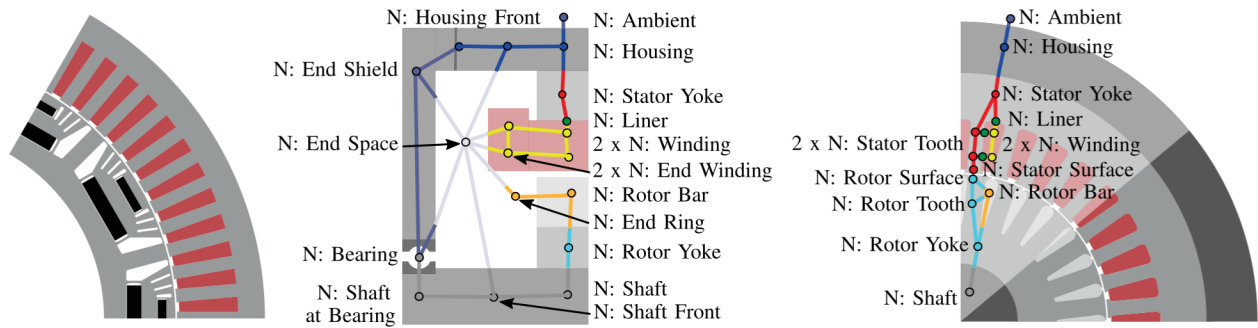 N: Housing Front
N: Ambient
N: Housing
N: End Shield
N: Stator Yoke
N: Liner
N: End Space
2 x N: Winding
2 x N: End Winding
N: Rotor Bar
N: End Ring
N: Bearing
N: Rotor Yoke
N: Shaft
at Bearing
N: Shaft
N: Shaft Front
N: Ambient
N: Housing
N: Stator Yoke
N: Liner
2 x N: Stator Tooth
2 x N: Winding
N: Stator Surface
N: Rotor Surface
N: Rotor Bar
N: Rotor Tooth
N: Rotor Yoke
N: Shaft